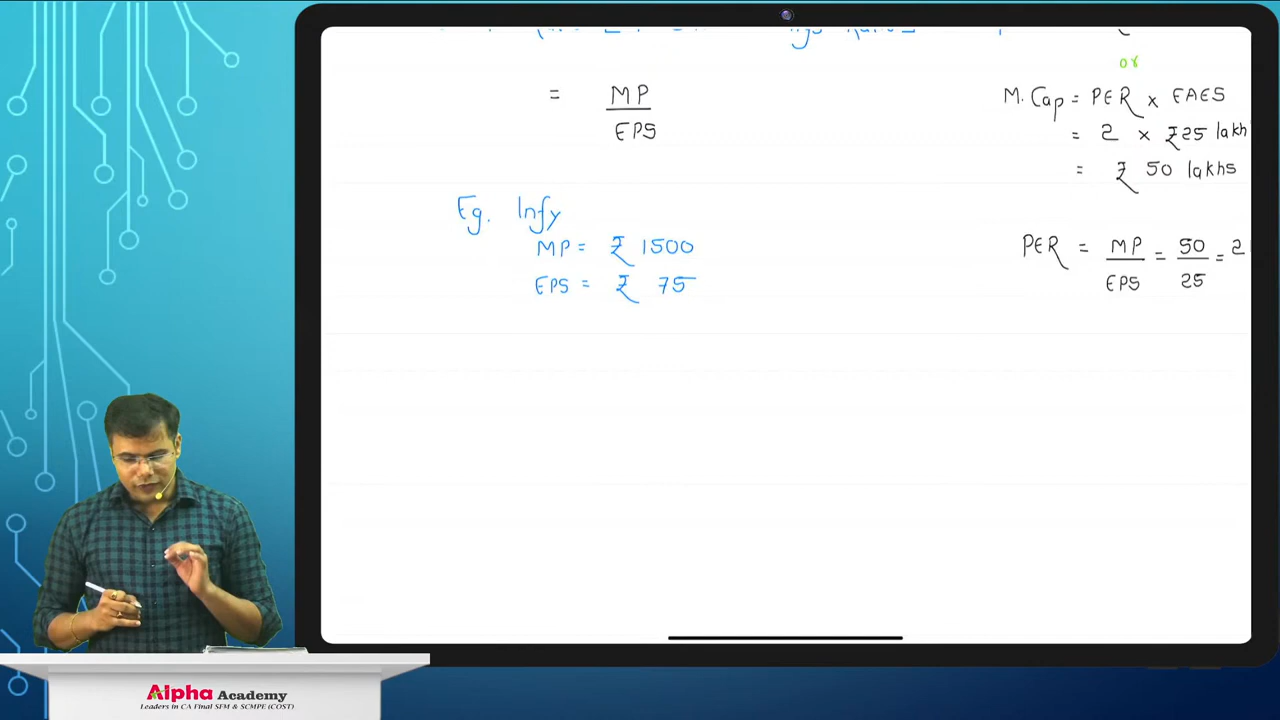 or
= MP / EPS
M. Cap = PER x EAES
= 2 x ₹25 lakh
= ₹ 50 lakhs
Eg. Infy
MP = ₹ 1500
EPS = ₹ 75
PER = MP / EPS = 50 / 25 = 2
Alpha Academy
Leaders in CA Final SFM & SCMPE (COST)